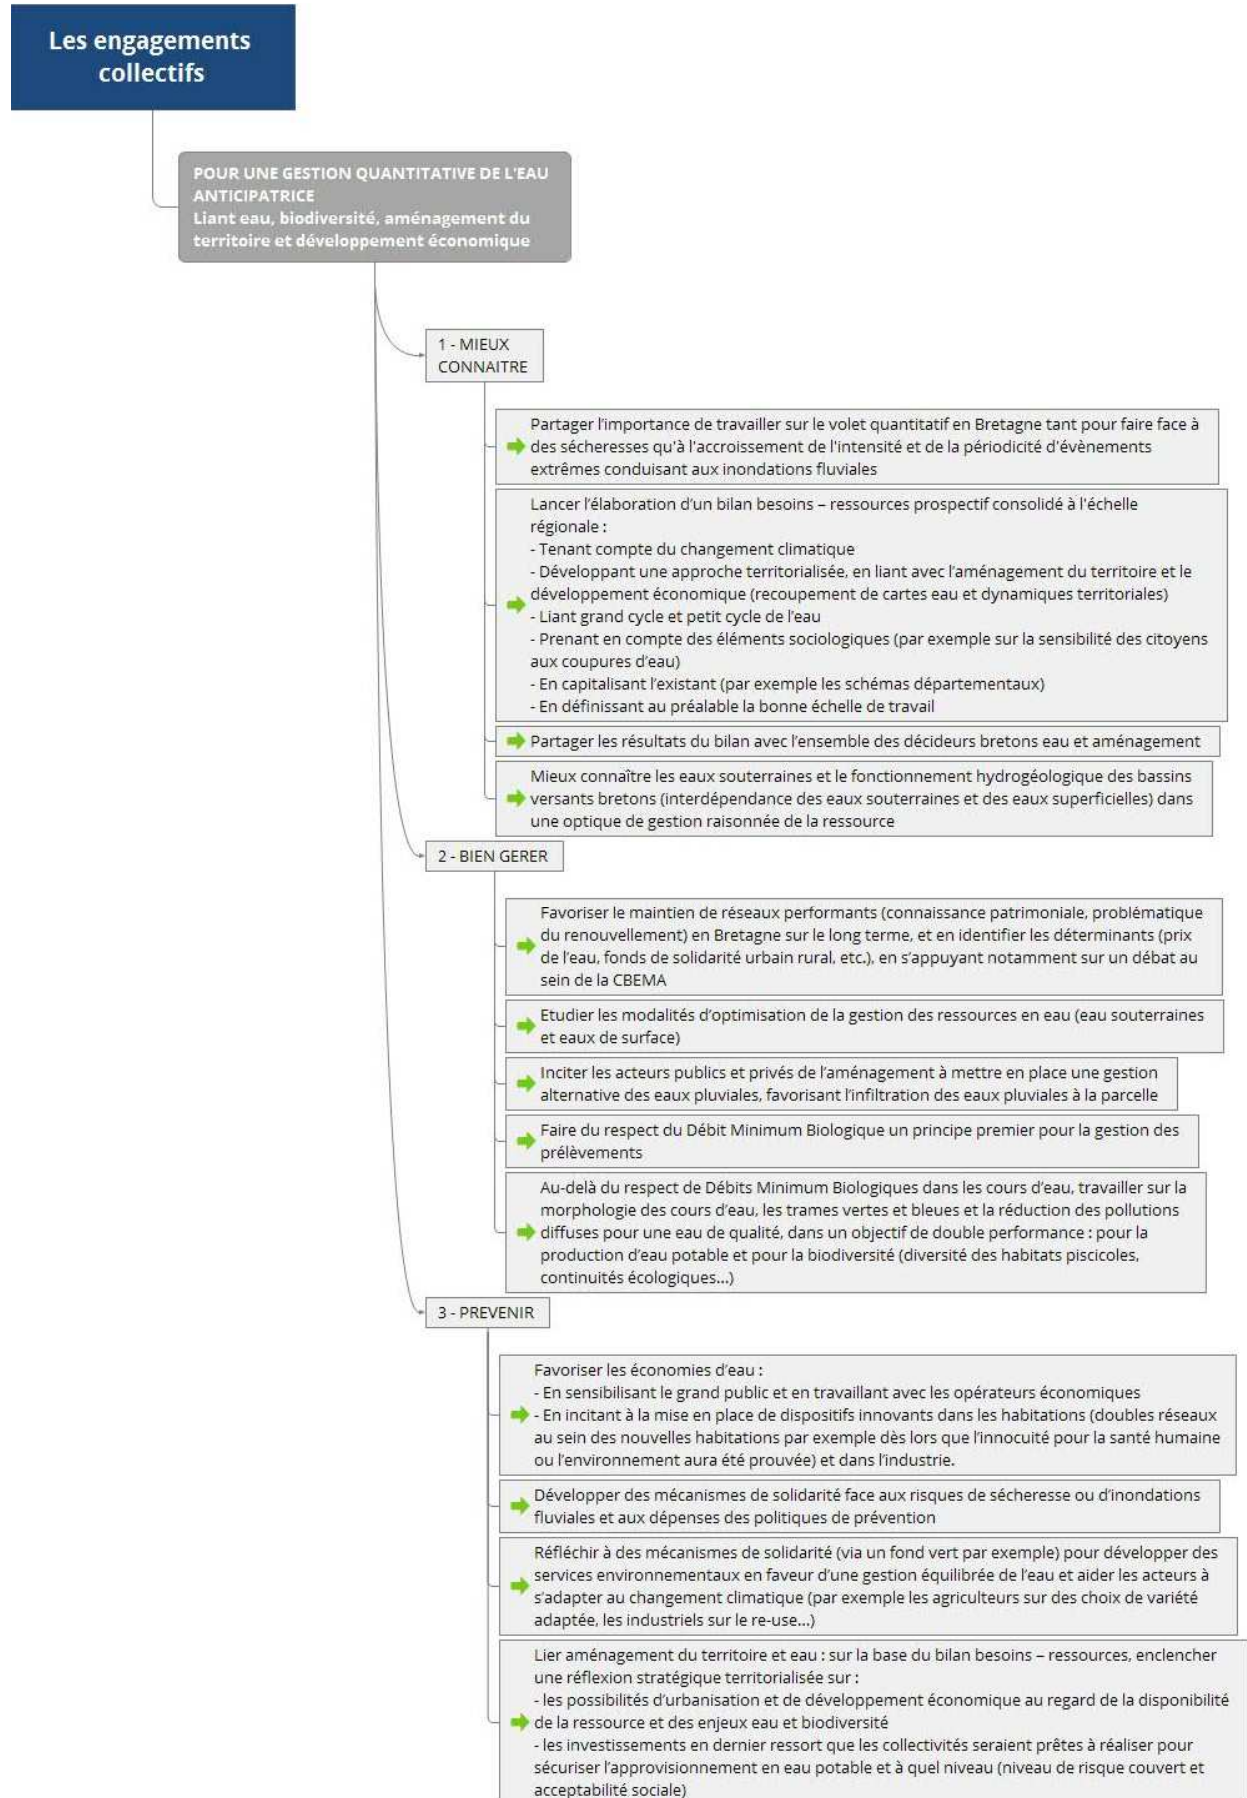 Les engagements
collectifs
POUR UNE GESTION QUANTITATIVE DE L'EAU
ANTICIPATRICE
Liant eau, biodiversité, aménagement du
territoire et développement économique
1 - MIEUX
CONNAITRE
Partager l'importance de travailler sur le volet quantitatif en Bretagne tant pour faire face à
des sécheresses qu'à l'accroissement de l'intensité et de la périodicité d'évènements
extrêmes conduisant aux inondations fluviales
Lancer l'élaboration d'un bilan besoins – ressources prospectif consolidé à l'échelle
régionale :
- Tenant compte du changement climatique
- Développant une approche territorialisée, en liant avec l'aménagement du territoire et le
développement économique (recoupement de cartes eau et dynamiques territoriales)
- Liant grand cycle et petit cycle de l'eau
- Prenant en compte des éléments sociologiques (par exemple sur la sensibilité des citoyens
aux coupures d'eau)
- En capitalisant l'existant (par exemple les schémas départementaux)
- En définissant au préalable la bonne échelle de travail
Partager les résultats du bilan avec l'ensemble des décideurs bretons eau et aménagement
Mieux connaître les eaux souterraines et le fonctionnement hydrogéologique des bassins
versants bretons (interdépendance des eaux souterraines et des eaux superficielles) dans
une optique de gestion raisonnée de la ressource
2 - BIEN GERER
Favoriser le maintien de réseaux performants (connaissance patrimoniale, problématique
du renouvellement) en Bretagne sur le long terme, et en identifier les déterminants (prix
de l'eau, fonds de solidarité urbain rural, etc.), en s'appuyant notamment sur un débat au
sein de la CBEMA
Etudier les modalités d'optimisation de la gestion des ressources en eau (eau souterraines
et eaux de surface)
Inciter les acteurs publics et privés de l'aménagement à mettre en place une gestion
alternative des eaux pluviales, favorisant l'infiltration des eaux pluviales à la parcelle
Faire du respect du Débit Minimum Biologique un principe premier pour la gestion des
prélèvements
Au-delà du respect de Débits Minimum Biologiques dans les cours d'eau, travailler sur la
morphologie des cours d'eau, les trames vertes et bleues et la réduction des pollutions
diffuses pour une eau de qualité, dans un objectif de double performance : pour la
production d'eau potable et pour la biodiversité (diversité des habitats piscicoles,
continuités écologiques...)
3 - PREVENIR
Favoriser les économies d'eau :
- En sensibilisant le grand public et en travaillant avec les opérateurs économiques
- En incitant à la mise en place de dispositifs innovants dans les habitations (doubles réseaux
au sein des nouvelles habitations par exemple dès lors que l'innocuité pour la santé humaine
ou l'environnement aura été prouvée) et dans l'industrie.
Développer des mécanismes de solidarité face aux risques de sécheresse ou d'inondations
fluviales et aux dépenses des politiques de prévention
Réfléchir à des mécanismes de solidarité (via un fond vert par exemple) pour développer des
services environnementaux en faveur d'une gestion équilibrée de l'eau et aider les acteurs à
s'adapter au changement climatique (par exemple les agriculteurs sur des choix de variété
adaptée, les industriels sur le re-use...)
Lier aménagement du territoire et eau : sur la base du bilan besoins – ressources, enclencher
une réflexion stratégique territorialisée sur :
- les possibilités d'urbanisation et de développement économique au regard de la disponibilité
de la ressource et des enjeux eau et biodiversité
- les investissements en dernier ressort que les collectivités seraient prêtes à réaliser pour
sécuriser l'approvisionnement en eau potable et à quel niveau (niveau de risque couvert et
acceptabilité sociale)